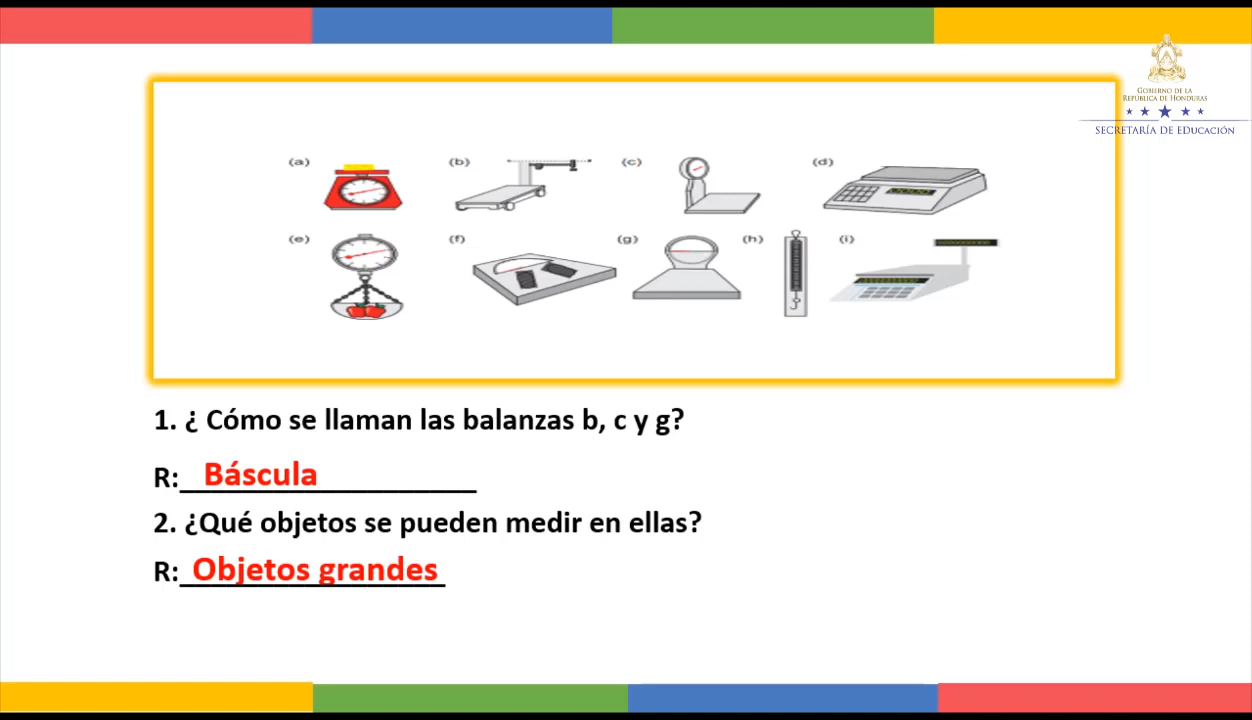 GOBIERNO DE LA
REPÚBLICA DE HONDURAS
SECRETARÍA DE EDUCACIÓN
(a) (b) (c) (d)
(e) (f) (g) (h) (i)
1. ¿ Cómo se llaman las balanzas b, c y g?
R: Báscula
2. ¿Qué objetos se pueden medir en ellas?
R: Objetos grandes